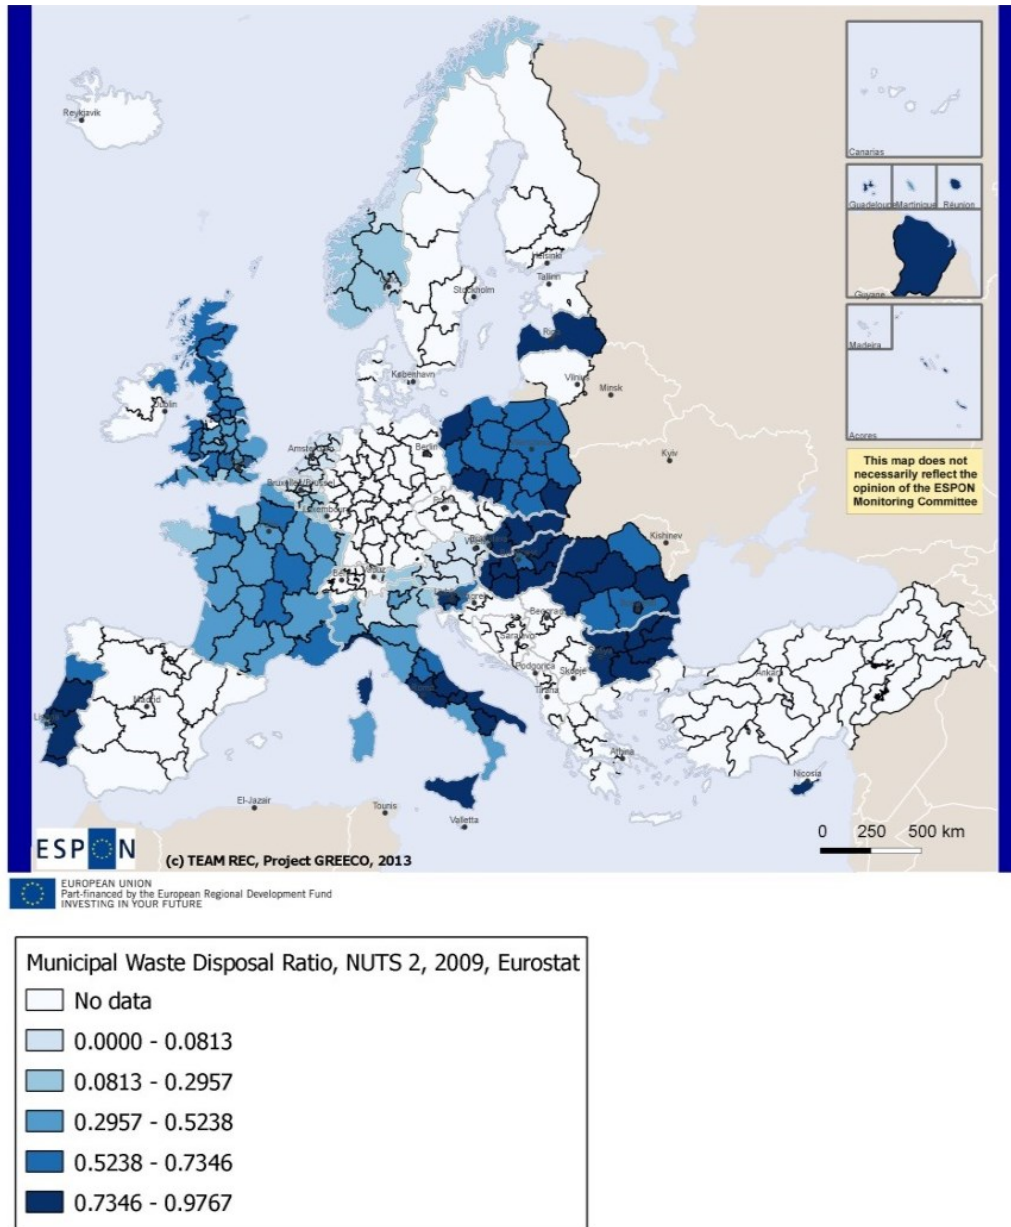 Reykjavik
Canarias
Guadeloupe
Martinique
Réunion
Guyane
Madeira
Açores
This map does not
necessarily reflect the
opinion of the ESPON
Monitoring Committee
Helsinki
Tallinn
Stockholm
København
Vilnius
Minsk
Dublin
Berlin
Kyiv
Bruxelles/Brussel
Luxembourg
Kishinev
Beograd
Sarajevo
Podgorica
Skopje
Tirana
Ankara
Madrid
Athina
Nicosia
El-Jazair
Tounis
Valletta
0 250 500 km
ESPON
(c) TEAM REC, Project GREECO, 2013
EUROPEAN UNION
Part-financed by the European Regional Development Fund
INVESTING IN YOUR FUTURE
Municipal Waste Disposal Ratio, NUTS 2, 2009, Eurostat
No data
0.0000 - 0.0813
0.0813 - 0.2957
0.2957 - 0.5238
0.5238 - 0.7346
0.7346 - 0.9767